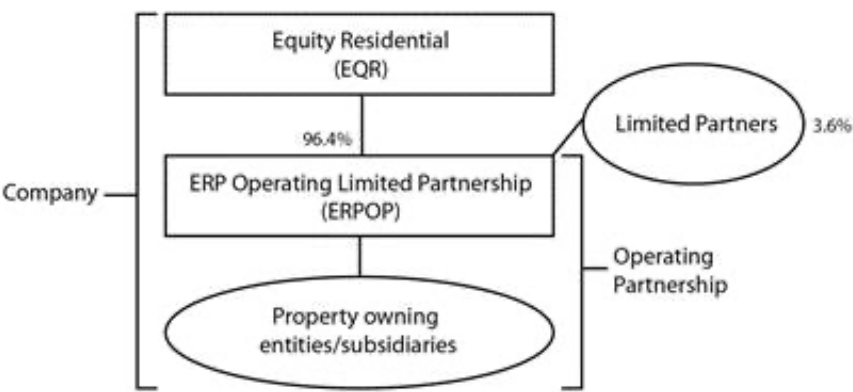 Equity Residential
(EQR)
96.4%
Limited Partners
3.6%
ERP Operating Limited Partnership
(ERPOP)
Company
Operating
Partnership
Property owning
entities/subsidiaries